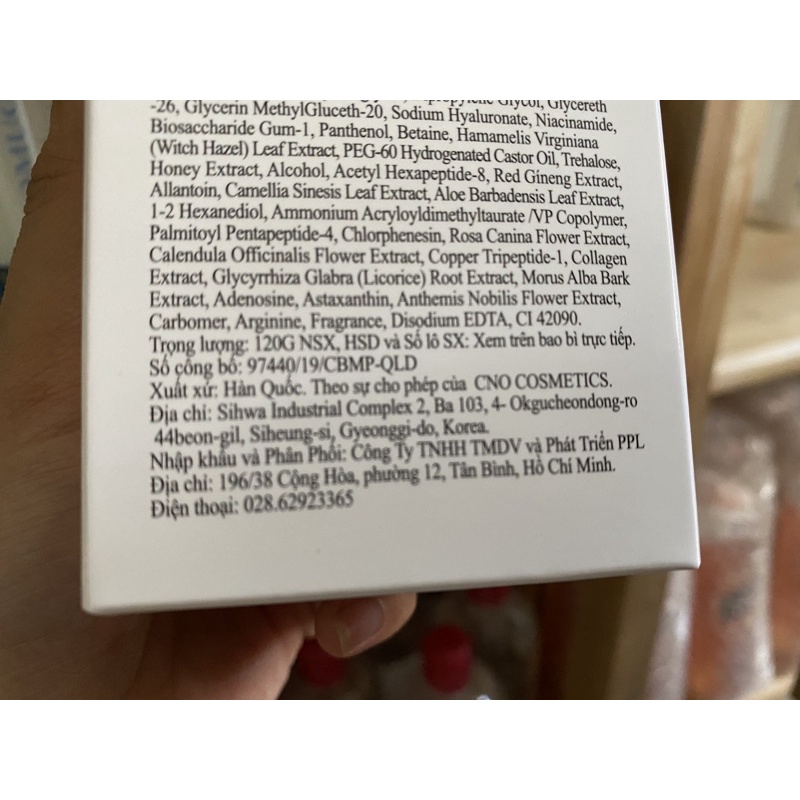 Glycol, Glycereth
-26, Glycerin MethylGluceth-20, Sodium Hyaluronate, Niacinamide,
Biosaccharide Gum-1, Panthenol, Betaine, Hamamelis Virginiana
(Witch Hazel) Leaf Extract, PEG-60 Hydrogenated Castor Oil, Trehalose,
Honey Extract, Alcohol, Acetyl Hexapeptide-8, Red Gineng Extract,
Allantoin, Camellia Sinesis Leaf Extract, Aloe Barbadensis Leaf Extract,
1-2 Hexanediol, Ammonium Acryloyldimethyltaurate /VP Copolymer,
Palmitoyl Pentapeptide-4, Chlorphenesin, Rosa Canina Flower Extract,
Calendula Officinalis Flower Extract, Copper Tripeptide-1, Collagen
Extract, Glycyrrhiza Glabra (Licorice) Root Extract, Morus Alba Bark
Extract, Adenosine, Astaxanthin, Anthemis Nobilis Flower Extract,
Carbomer, Arginine, Fragrance, Disodium EDTA, CI 42090.
Trọng lượng: 120G NSX, HSD và Số lô SX: Xem trên bao bì trực tiếp.
Số công bố: 97440/19/CBMP-QLD
Xuất xứ: Hàn Quốc. Theo sự cho phép của CNO COSMETICS.
Địa chỉ: Sihwa Industrial Complex 2, Ba 103, 4- Okgucheondong-ro
44beon-gil, Siheung-si, Gyeonggi-do, Korea.
Nhập khẩu và Phân Phối: Công Ty TNHH TMDV và Phát Triển PPL
Địa chỉ: 196/38 Cộng Hòa, phường 12, Tân Bình, Hồ Chí Minh.
Điện thoại: 028.62923365